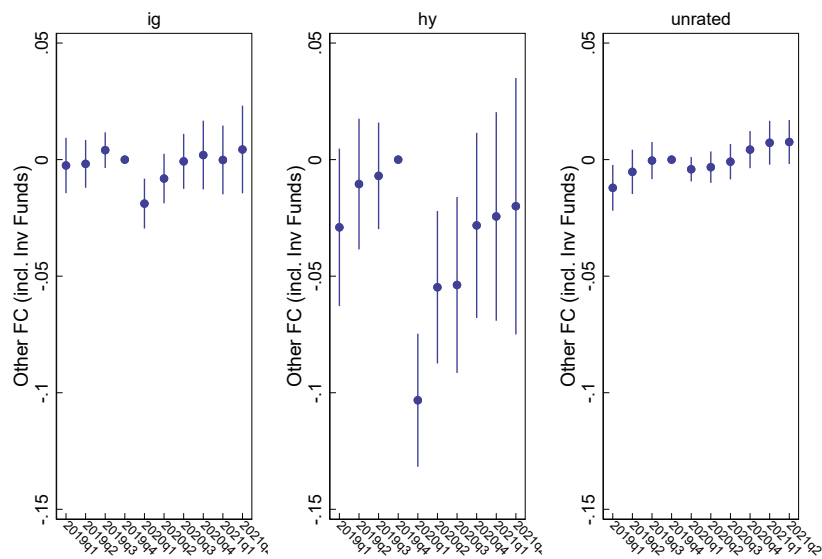 ig
Other FC (incl. Inv Funds)
.05
0
-.05
-.1
-.15
2019q1
2019q2
2019q3
2019q4
2020q1
2020q2
2020q3
2020q4
2021q1
2021q2
hy
Other FC (incl. Inv Funds)
.05
0
-.05
-.1
-.15
2019q1
2019q2
2019q3
2019q4
2020q1
2020q2
2020q3
2020q4
2021q1
2021q2
unrated
Other FC (incl. Inv Funds)
.05
0
-.05
-.1
-.15
2019q1
2019q2
2019q3
2019q4
2020q1
2020q2
2020q3
2020q4
2021q1
2021q2